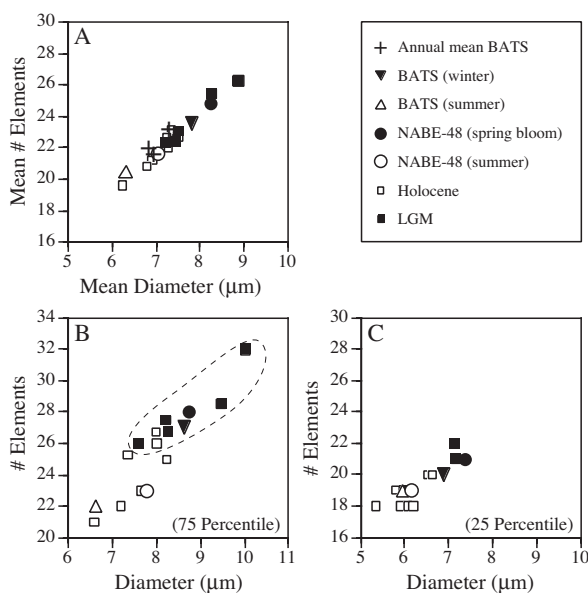 A
28
26
24
22
20
18
16
Mean # Elements
5 6 7 8 9 10
Mean Diameter (μm)
Annual mean BATS
BATS (winter)
BATS (summer)
NABE-48 (spring bloom)
NABE-48 (summer)
Holocene
LGM
B
34
32
30
28
26
24
22
20
# Elements
(75 Percentile)
6 7 8 9 10 11
Diameter (μm)
C
28
26
24
22
20
18
16
# Elements
(25 Percentile)
5 6 7 8 9 10
Diameter (μm)